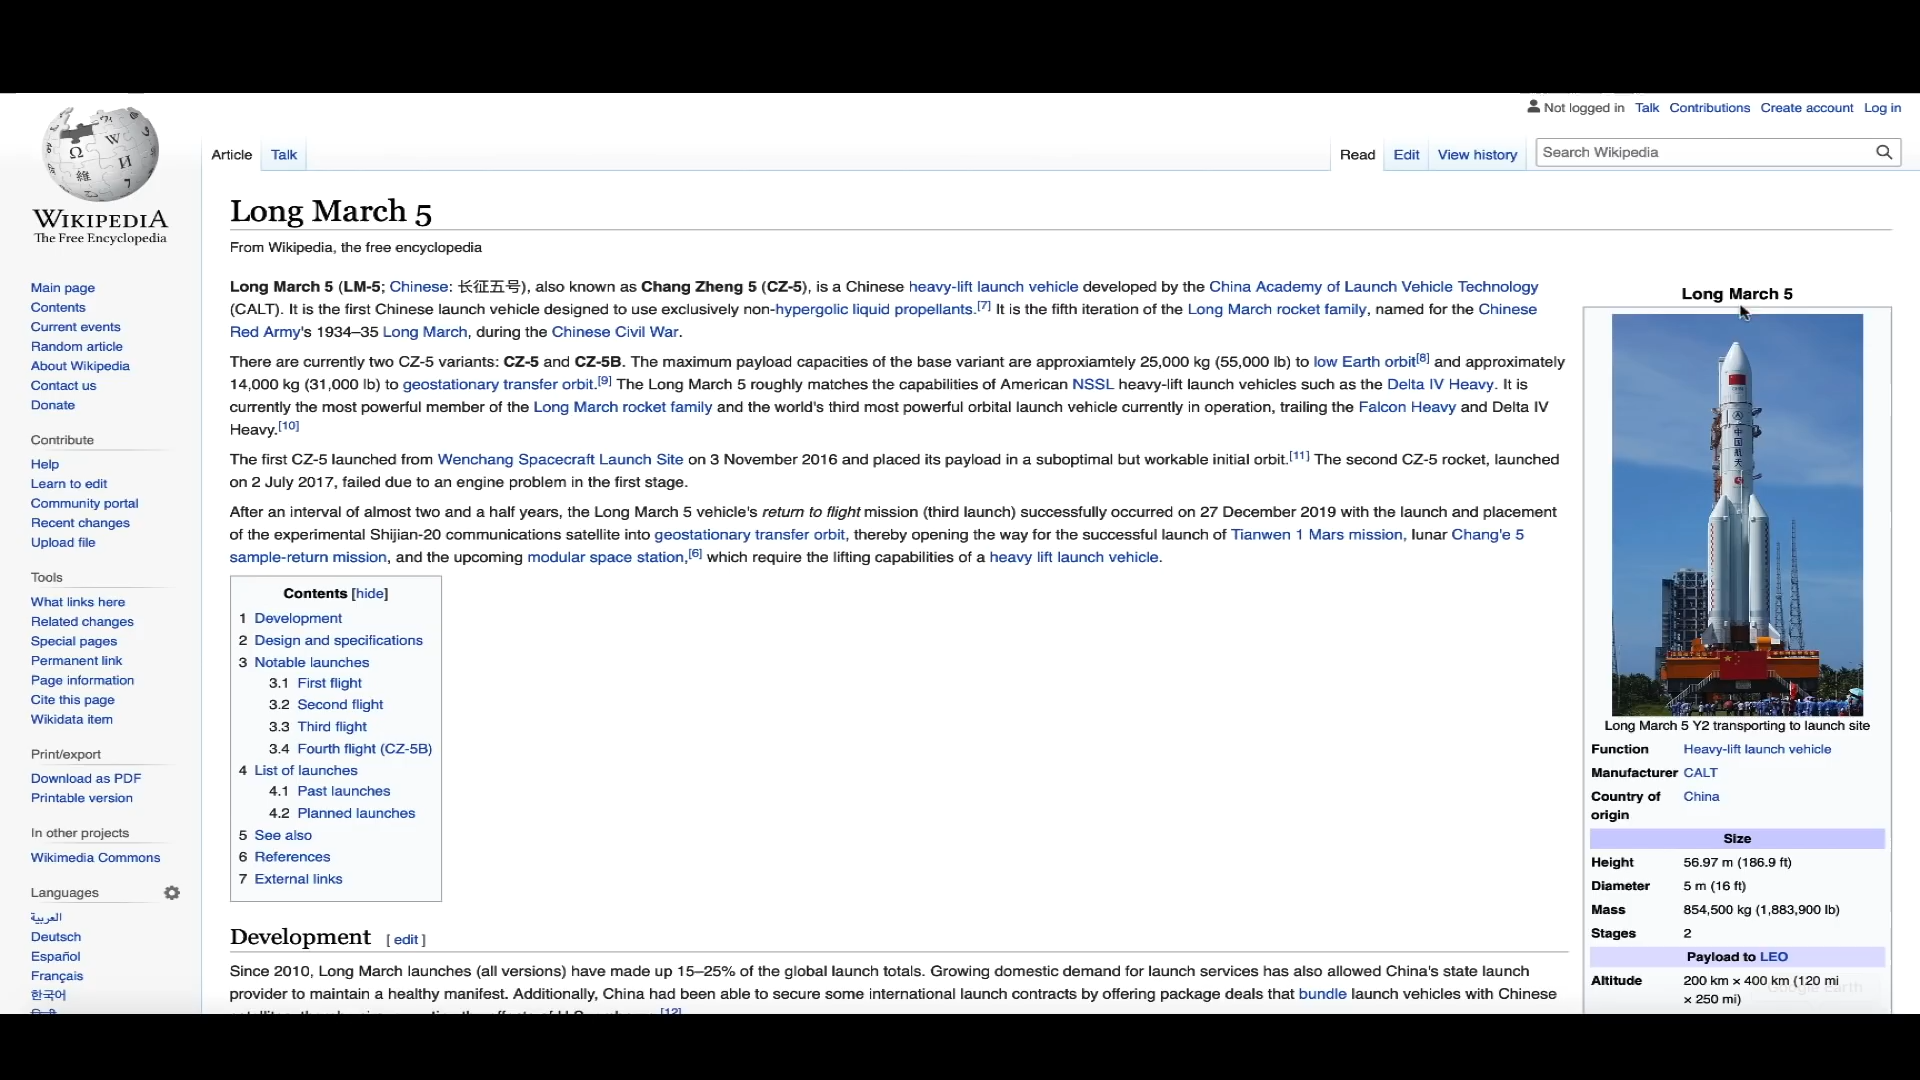 Not logged in Talk Contributions Create account Log in
Article Talk Read Edit View history Search Wikipedia
WIKIPEDIA
The Free Encyclopedia
Main page
Contents
Current events
Random article
About Wikipedia
Contact us
Donate
Contribute
Help
Learn to edit
Community portal
Recent changes
Upload file
Tools
What links here
Related changes
Special pages
Permanent link
Page information
Cite this page
Wikidata item
Print/export
Download as PDF
Printable version
In other projects
Wikimedia Commons
Languages
العربية
Deutsch
Español
Français
한국어
Long March 5
From Wikipedia, the free encyclopedia
Long March 5 (LM-5; Chinese: 长征五号), also known as Chang Zheng 5 (CZ-5), is a Chinese heavy-lift launch vehicle developed by the China Academy of Launch Vehicle Technology
(CALT). It is the first Chinese launch vehicle designed to use exclusively non-hypergolic liquid propellants.[7] It is the fifth iteration of the Long March rocket family, named for the Chinese
Red Army's 1934–35 Long March, during the Chinese Civil War.
There are currently two CZ-5 variants: CZ-5 and CZ-5B. The maximum payload capacities of the base variant are approxiamtely 25,000 kg (55,000 lb) to low Earth orbit[8] and approximately
14,000 kg (31,000 lb) to geostationary transfer orbit.[9] The Long March 5 roughly matches the capabilities of American NSSL heavy-lift launch vehicles such as the Delta IV Heavy. It is
currently the most powerful member of the Long March rocket family and the world's third most powerful orbital launch vehicle currently in operation, trailing the Falcon Heavy and Delta IV
Heavy.[10]
The first CZ-5 launched from Wenchang Spacecraft Launch Site on 3 November 2016 and placed its payload in a suboptimal but workable initial orbit.[11] The second CZ-5 rocket, launched
on 2 July 2017, failed due to an engine problem in the first stage.
After an interval of almost two and a half years, the Long March 5 vehicle's return to flight mission (third launch) successfully occurred on 27 December 2019 with the launch and placement
of the experimental Shijian-20 communications satellite into geostationary transfer orbit, thereby opening the way for the successful launch of Tianwen 1 Mars mission, lunar Chang'e 5
sample-return mission, and the upcoming modular space station,[6] which require the lifting capabilities of a heavy lift launch vehicle.
Contents [hide]
1 Development
2 Design and specifications
3 Notable launches
3.1 First flight
3.2 Second flight
3.3 Third flight
3.4 Fourth flight (CZ-5B)
4 List of launches
4.1 Past launches
4.2 Planned launches
5 See also
6 References
7 External links
Development [ edit ]
Since 2010, Long March launches (all versions) have made up 15–25% of the global launch totals. Growing domestic demand for launch services has also allowed China's state launch
provider to maintain a healthy manifest. Additionally, China had been able to secure some international launch contracts by offering package deals that bundle launch vehicles with Chinese
[12]
Long March 5
中国航天
Long March 5 Y2 transporting to launch site
Function Heavy-lift launch vehicle
Manufacturer CALT
Country of China
origin
Size
Height 56.97 m (186.9 ft)
Diameter 5 m (16 ft)
Mass 854,500 kg (1,883,900 lb)
Stages 2
Payload to LEO
Altitude 200 km × 400 km (120 mi
× 250 mi)
Google Earth